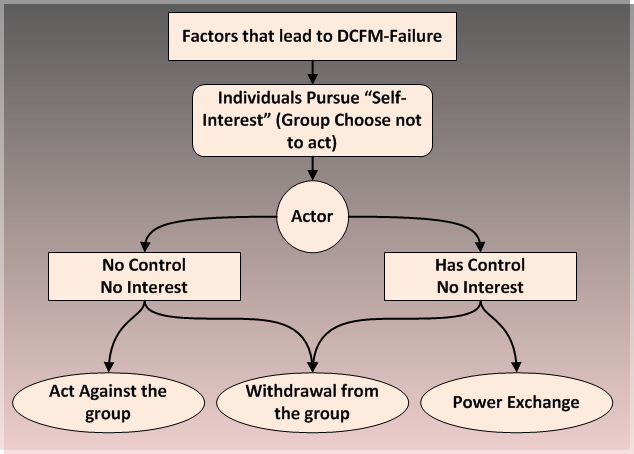 Factors that lead to DCFM-Failure
Individuals Pursue “Self-
Interest” (Group Choose not
to act)
Actor
No Control
No Interest
Has Control
No Interest
Act Against the
group
Withdrawal from
the group
Power Exchange